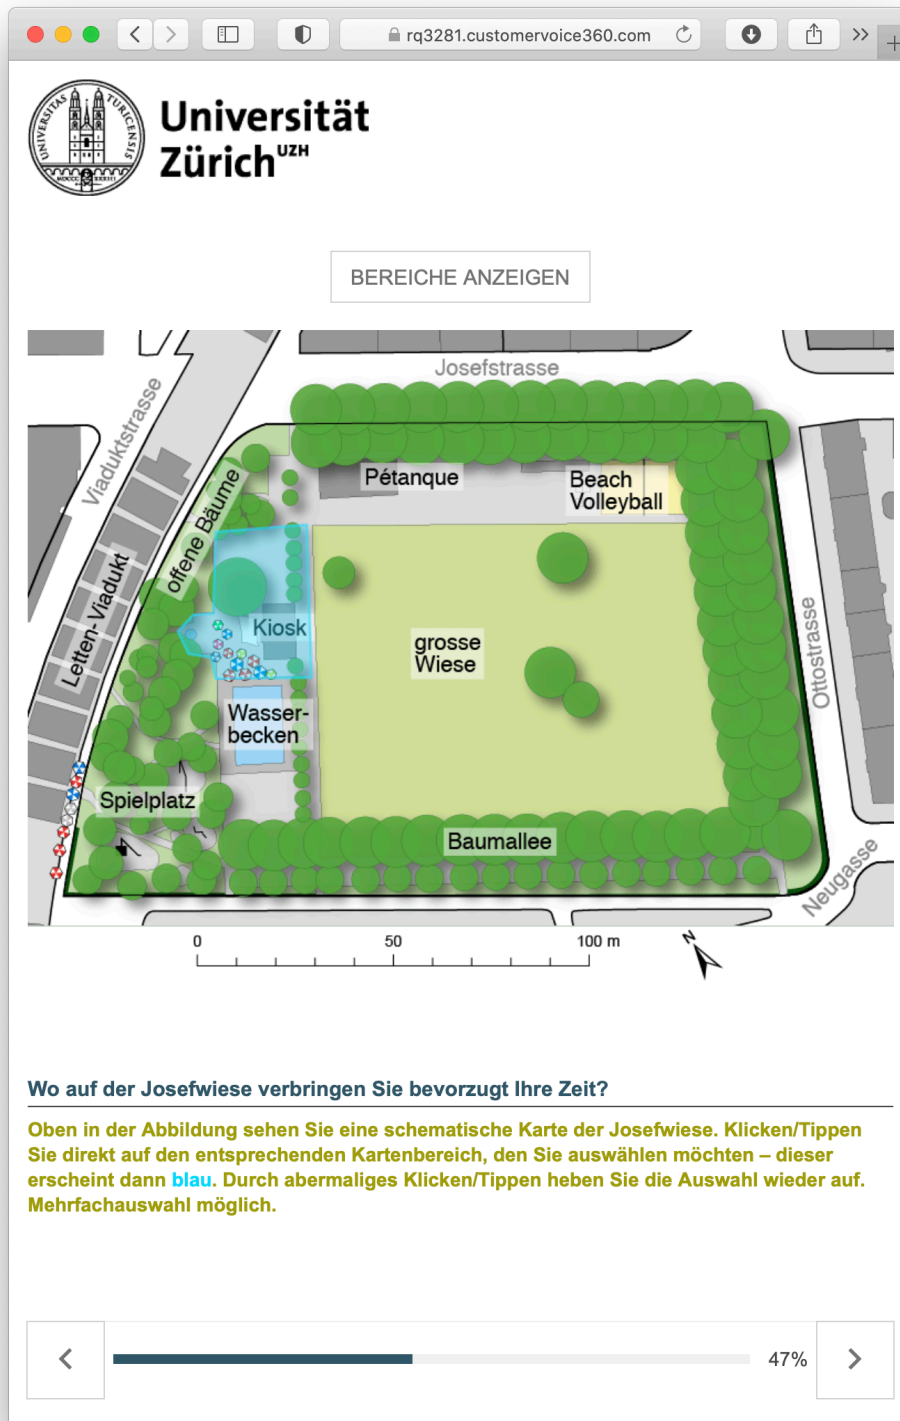 rq3281.customervoice360.com
UNIVERSITAS TURICENSIS
MDCCC XXXIII
Universität
Zürich UZH
BEREICHE ANZEIGEN
Josefstrasse
Viaduktstrasse
Pétanque
Beach
Volleyball
offene Bäume
Letten-Viadukt
Kiosk
grosse
Wiese
Ottostrasse
Wasser-
becken
Spielplatz
Baumallee
Neugasse
0 50 100 m
N
Wo auf der Josefwiese verbringen Sie bevorzugt Ihre Zeit?
Oben in der Abbildung sehen Sie eine schematische Karte der Josefwiese. Klicken/Tippen
Sie direkt auf den entsprechenden Kartenbereich, den Sie auswählen möchten – dieser
erscheint dann blau. Durch abermaliges Klicken/Tippen heben Sie die Auswahl wieder auf.
Mehrfachauswahl möglich.
47%